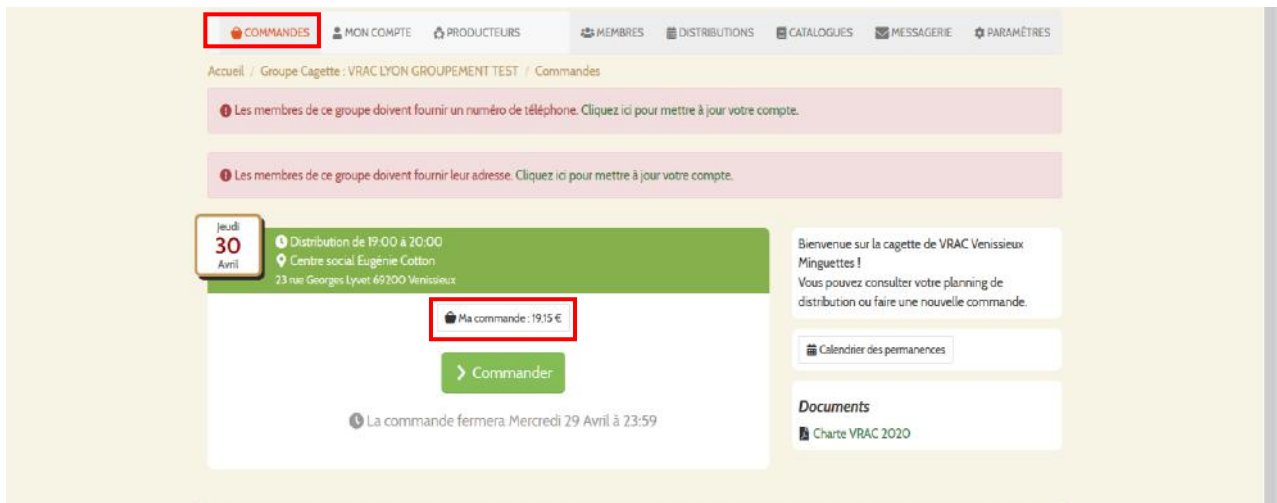 COMMANDES MON COMPTE PRODUCTEURS MEMBRES DISTRIBUTIONS CATALOGUES MESSAGERIE PARAMÈTRES
Accueil / Groupe Cagette : VRAC LYON GROUPEMENT TEST / Commandes
Les membres de ce groupe doivent fournir un numéro de téléphone. Cliquez ici pour mettre à jour votre compte.
Les membres de ce groupe doivent fournir leur adresse. Cliquez ici pour mettre à jour votre compte.
Jeudi
30
Avril
Distribution de 19:00 à 20:00
Centre social Eugénie Cotton
23 rue Georges Lyvet 69200 Venissieux
Ma commande : 19,15 €
Commander
La commande fermera Mercredi 29 Avril à 23:59
Bienvenue sur la cagette de VRAC Venissieux
Minguettes !
Vous pouvez consulter votre planning de
distribution ou faire une nouvelle commande.
Calendrier des permanences
Documents
Charte VRAC 2020